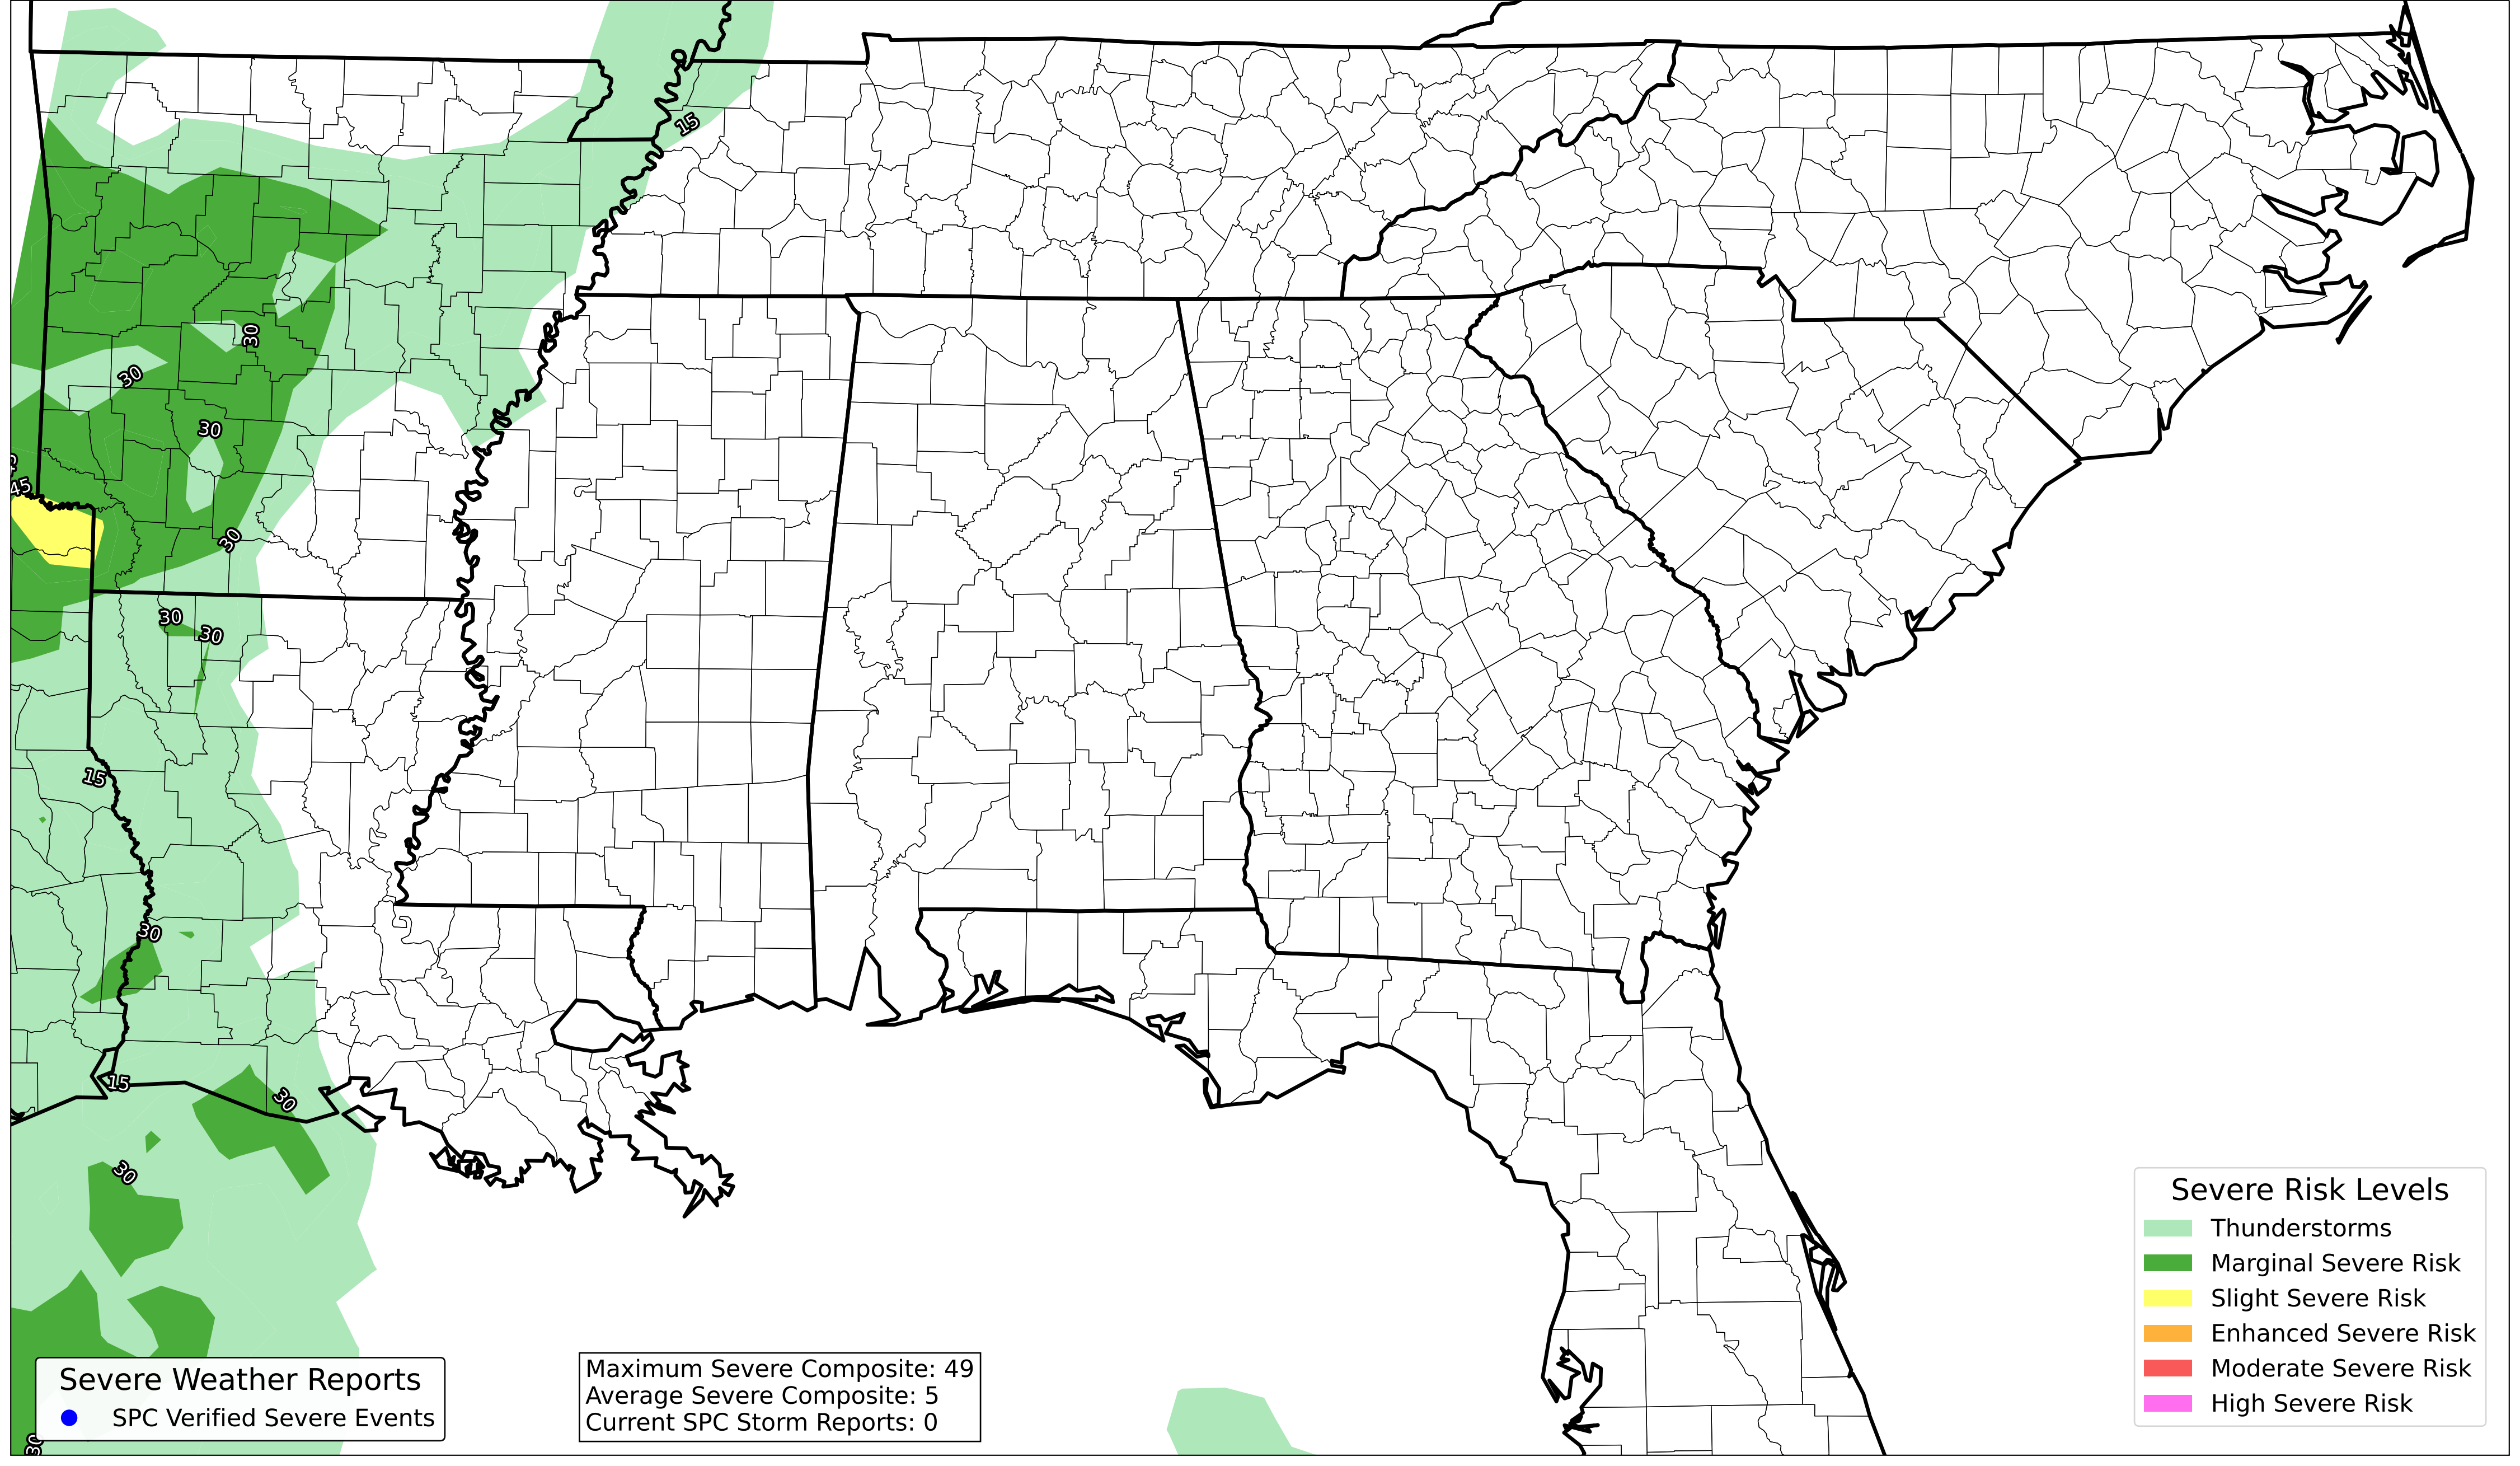 15
30
30
30
45
30
30
30
15
30
15
30
30
30
Severe Risk Levels
Thunderstorms
Marginal Severe Risk
Slight Severe Risk
Enhanced Severe Risk
Moderate Severe Risk
High Severe Risk
Severe Weather Reports
SPC Verified Severe Events
Maximum Severe Composite: 49
Average Severe Composite: 5
Current SPC Storm Reports: 0